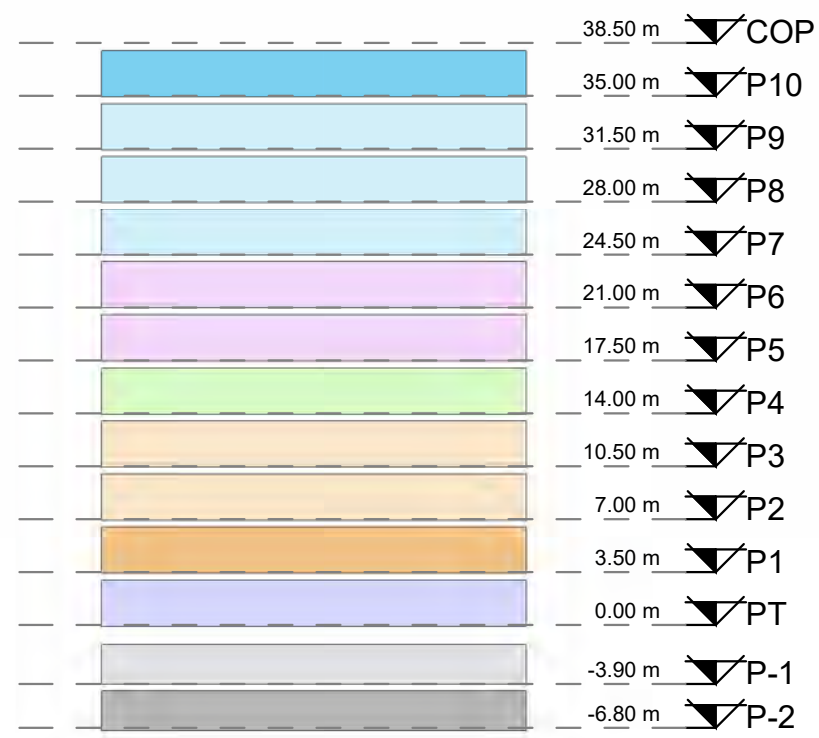 38.50 m COP
35.00 m P10
31.50 m P9
28.00 m P8
24.50 m P7
21.00 m P6
17.50 m P5
14.00 m P4
10.50 m P3
7.00 m P2
3.50 m P1
0.00 m PT
-3.90 m P-1
-6.80 m P-2